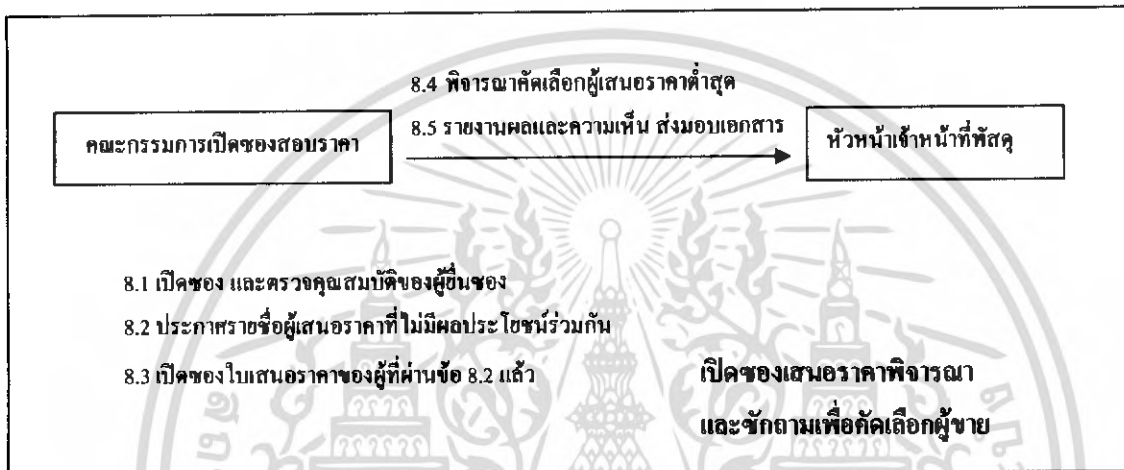 8.4 พิจารณาคัดเลือกผู้เสนอราคาต่ำสุด
8.5 รายงานผลและความเห็น ส่งมอบเอกสาร
คณะกรรมการเปิดซองสอบราคา
หัวหน้าเจ้าหน้าที่พัสดุ
8.1 เปิดซอง และตรวจคุณสมบัติของผู้ยื่นซอง
8.2 ประกาศรายชื่อผู้เสนอราคาที่ไม่มีผลประโยชน์ร่วมกัน
8.3 เปิดซองใบเสนอราคาของผู้ที่ผ่านข้อ 8.2 แล้ว
เปิดซองเสนอราคาพิจารณา
และซักถามเพื่อคัดเลือกผู้ขาย